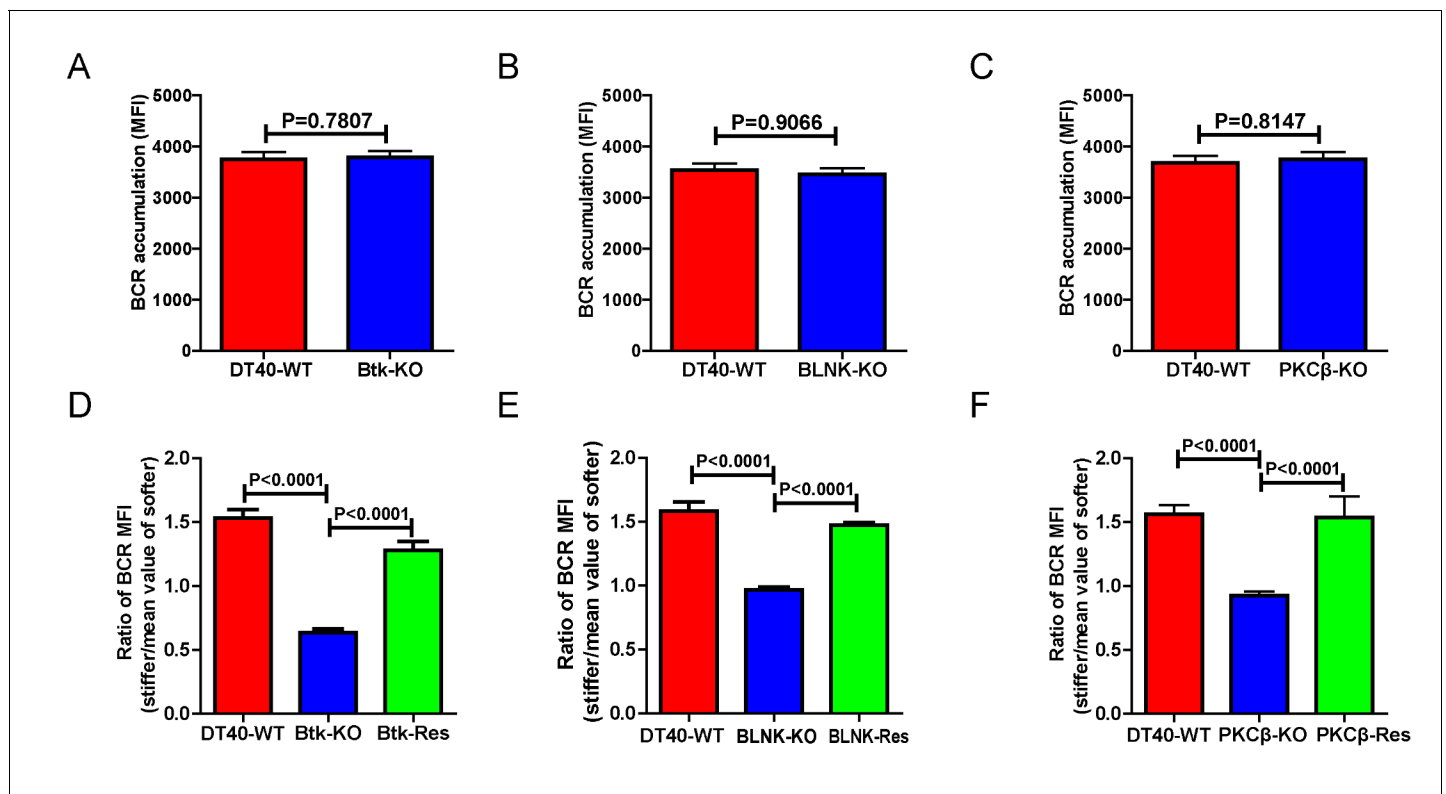 A
BCR accumulation (MFI)
5000
4000
3000
2000
1000
0
P=0.7807
DT40-WT Btk-KO
B
BCR accumulation (MFI)
5000
4000
3000
2000
1000
0
P=0.9066
DT40-WT BLNK-KO
C
BCR accumulation (MFI)
5000
4000
3000
2000
1000
0
P=0.8147
DT40-WT PKCβ-KO
D
Ratio of BCR MFI
(stiffer/mean value of softer)
2.0
1.5
1.0
0.5
0.0
P<0.0001
P<0.0001
DT40-WT Btk-KO Btk-Res
E
Ratio of BCR MFI
(stiffer/mean value of softer)
2.0
1.5
1.0
0.5
0.0
P<0.0001
P<0.0001
DT40-WT BLNK-KO BLNK-Res
F
Ratio of BCR MFI
(stiffer/mean value of softer)
2.0
1.5
1.0
0.5
0.0
P<0.0001
P<0.0001
DT40-WT PKCβ-KO PKCβ-Res